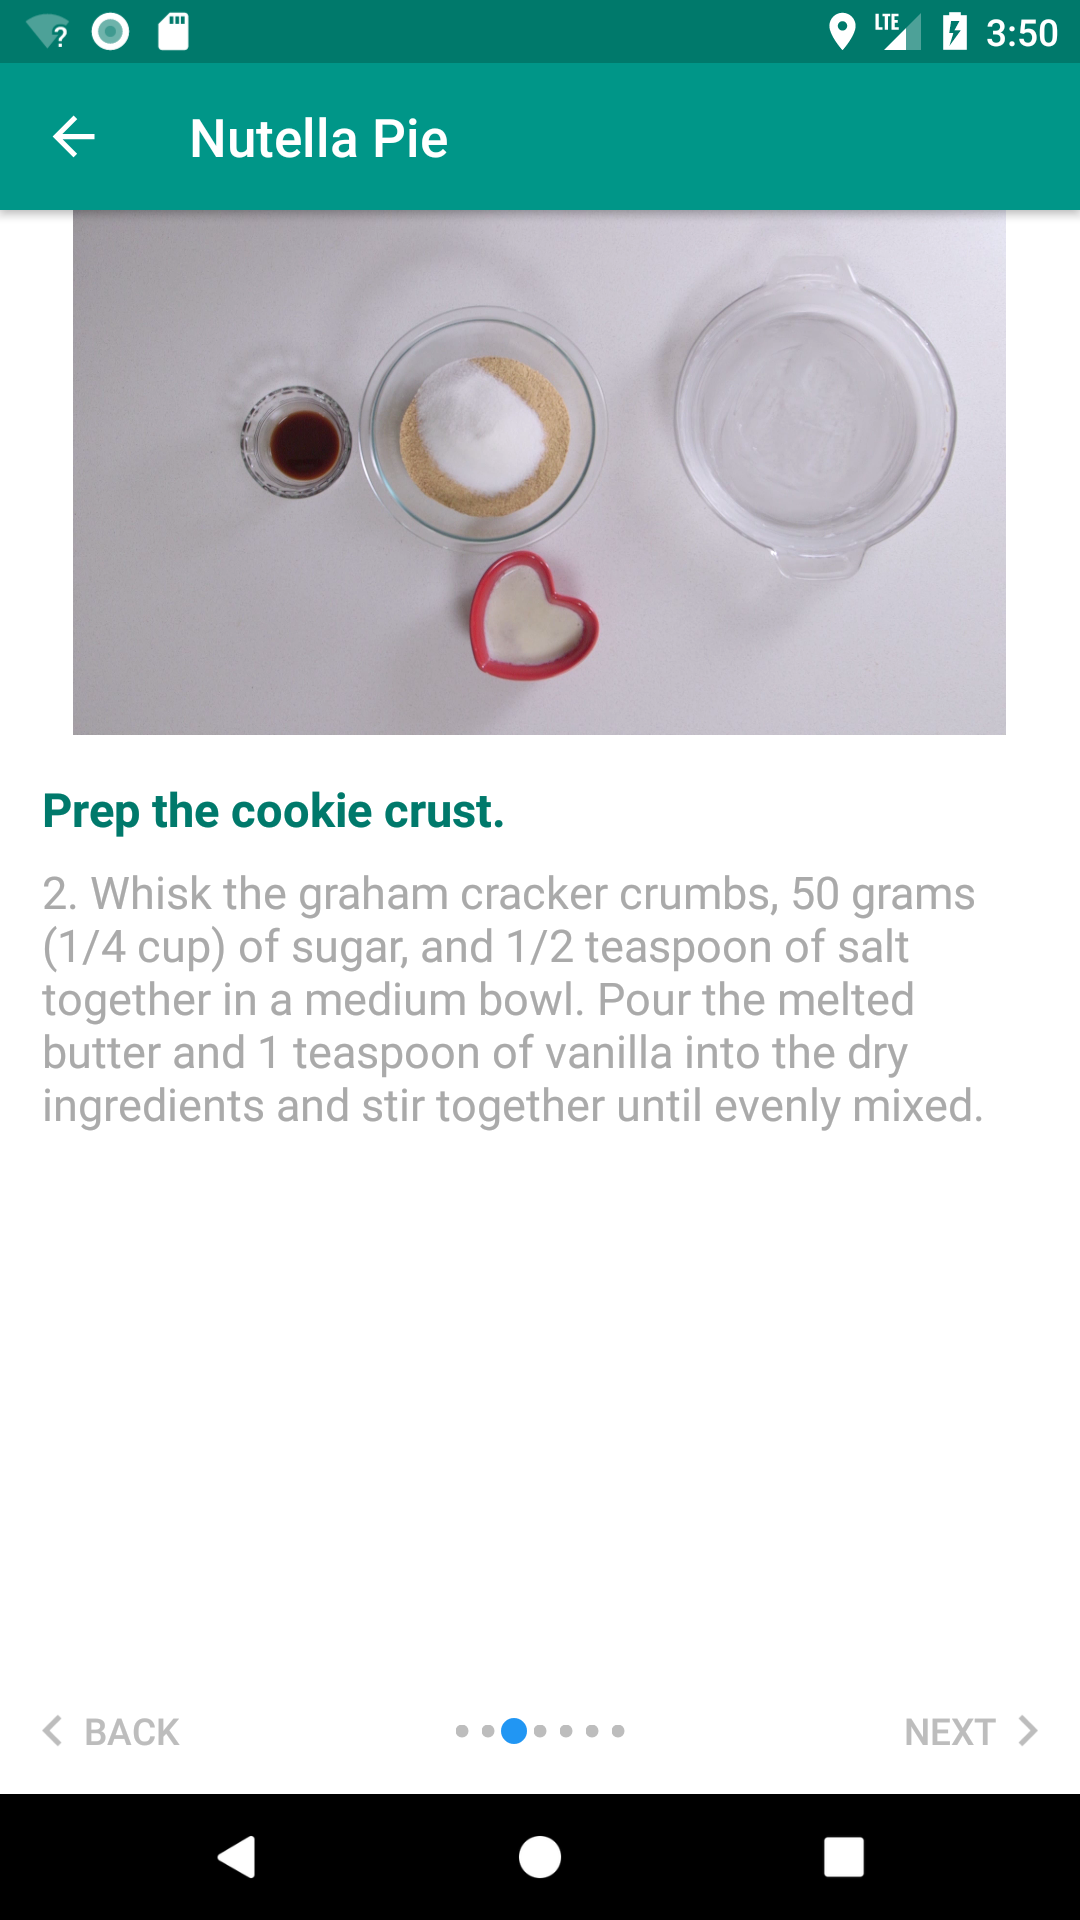 ? LTE 3:50
Nutella Pie
Prep the cookie crust.
2. Whisk the graham cracker crumbs, 50 grams
(1/4 cup) of sugar, and 1/2 teaspoon of salt
together in a medium bowl. Pour the melted
butter and 1 teaspoon of vanilla into the dry
ingredients and stir together until evenly mixed.
BACK NEXT